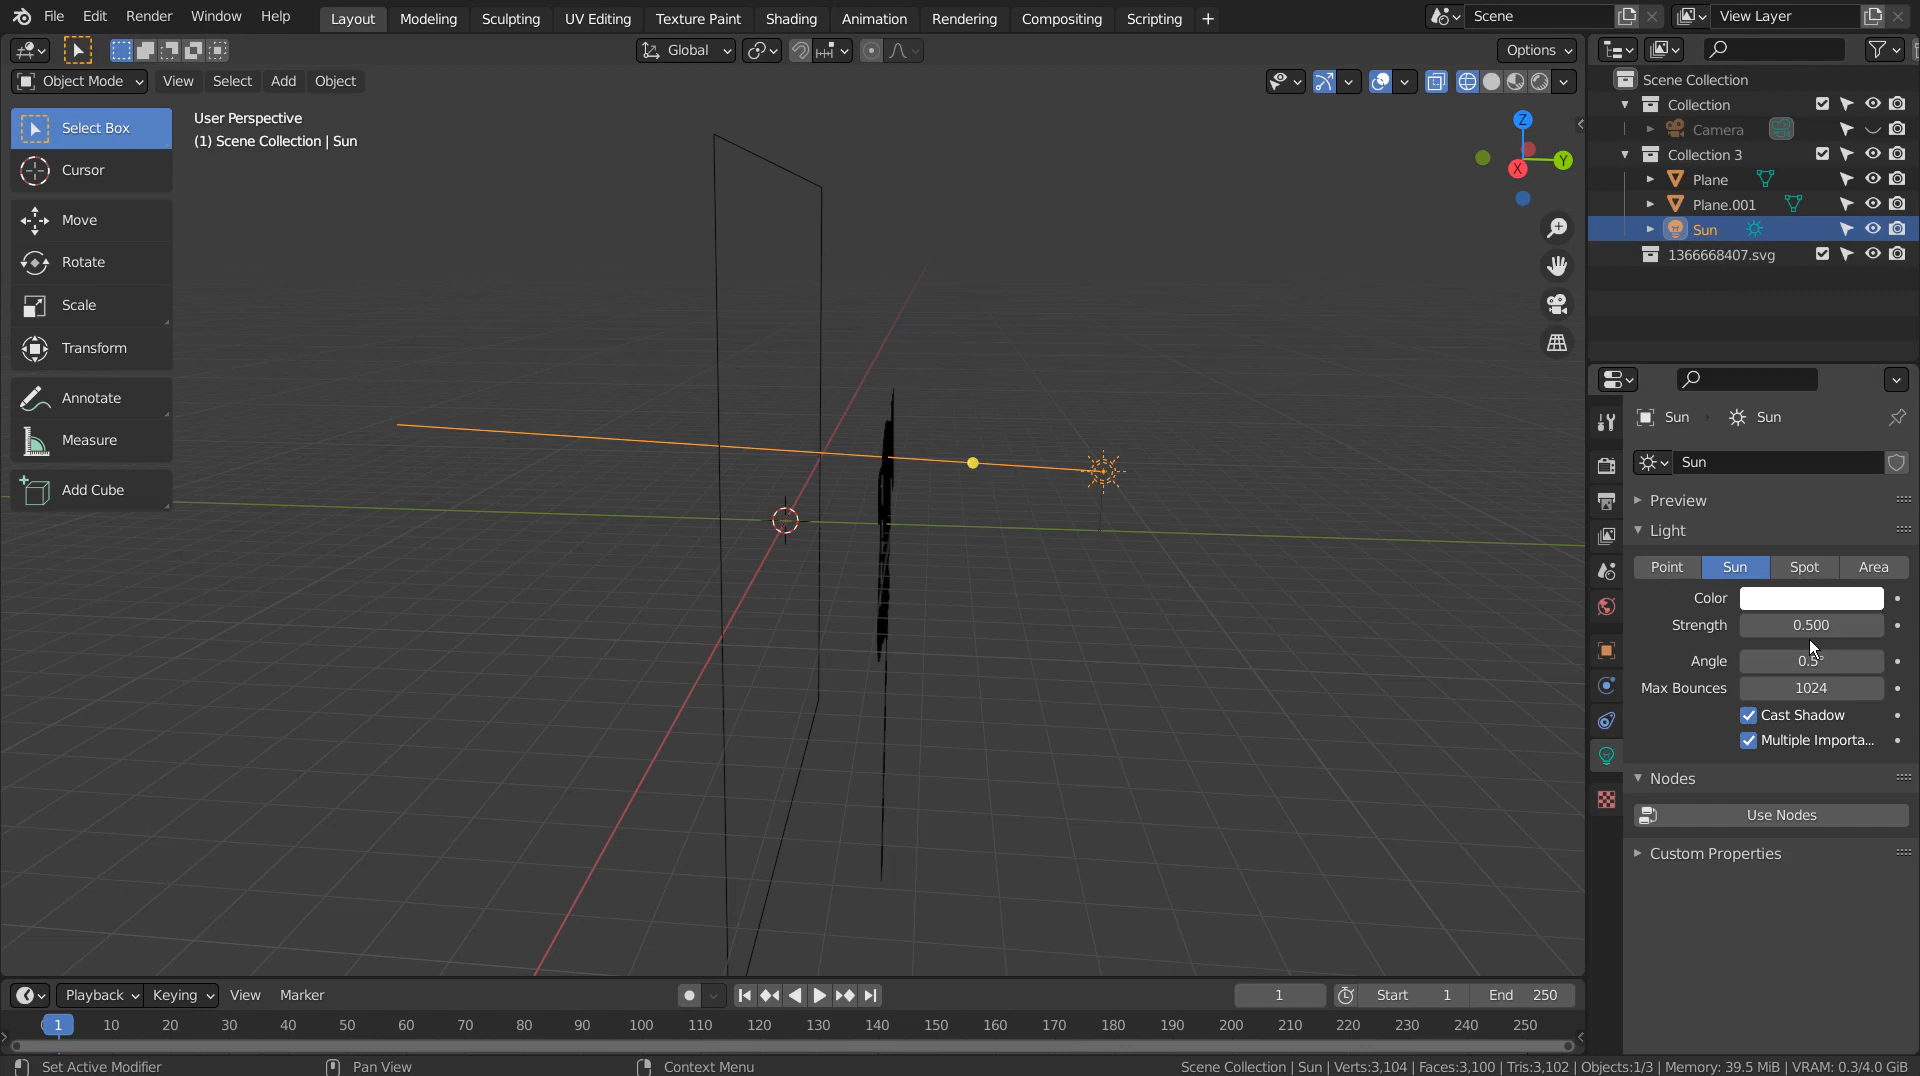 File Edit Render Window Help Layout Modeling Sculpting UV Editing Texture Paint Shading Animation Rendering Compositing Scripting + Scene View Layer
Global Options
Object Mode View Select Add Object
Select Box
Cursor
Move
Rotate
Scale
Transform
Annotate
Measure
Add Cube
User Perspective
(1) Scene Collection | Sun
Z
Y
X
Scene Collection
Collection
Camera
Collection 3
Plane
Plane.001
Sun
1366668407.svg
Sun Sun
Sun
Preview
Light
Point Sun Spot Area
Color
Strength 0.500
Angle 0.5°
Max Bounces 1024
Cast Shadow
Multiple Importa...
Nodes
Use Nodes
Custom Properties
Playback Keying View Marker 1 Start 1 End 250
1 10 20 30 40 50 60 70 80 90 100 110 120 130 140 150 160 170 180 190 200 210 220 230 240 250
Set Active Modifier Pan View Context Menu Scene Collection | Sun | Verts:3,104 | Faces:3,100 | Tris:3,102 | Objects:1/3 | Memory: 39.5 MiB | VRAM: 0.3/4.0 GiB